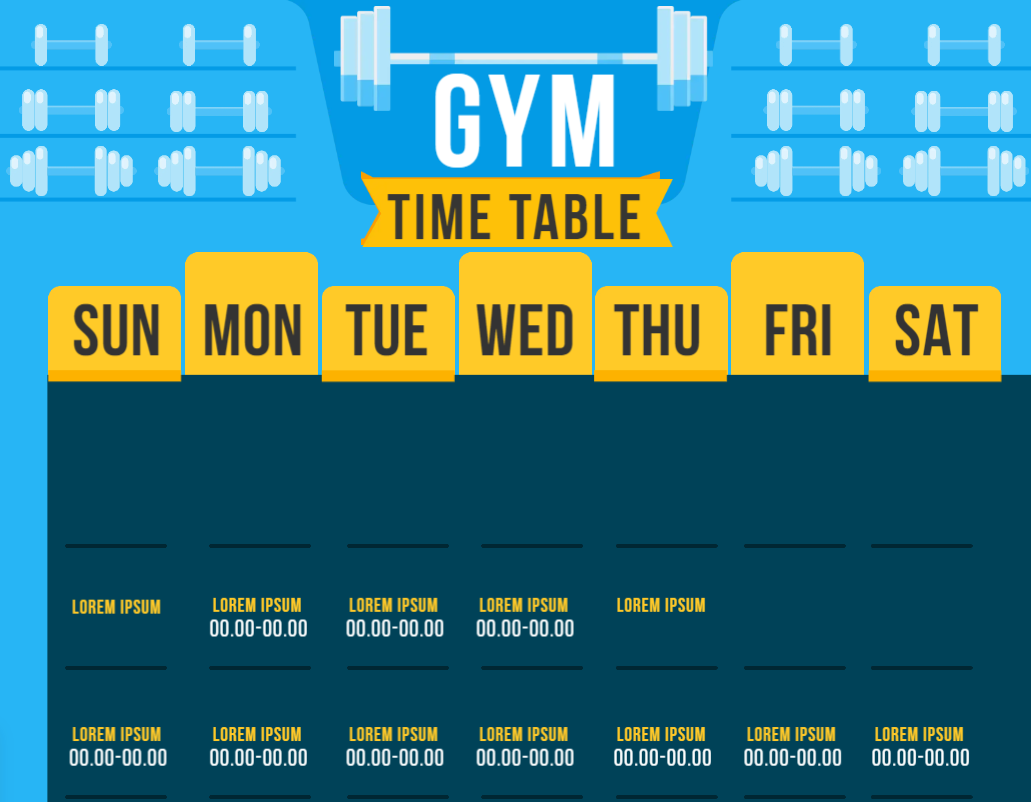 GYM
TIME TABLE
SUN MON TUE WED THU FRI SAT
LOREM IPSUM LOREM IPSUM LOREM IPSUM LOREM IPSUM LOREM IPSUM
00.00-00.00 00.00-00.00 00.00-00.00
LOREM IPSUM LOREM IPSUM LOREM IPSUM LOREM IPSUM LOREM IPSUM LOREM IPSUM LOREM IPSUM
00.00-00.00 00.00-00.00 00.00-00.00 00.00-00.00 00.00-00.00 00.00-00.00 00.00-00.00